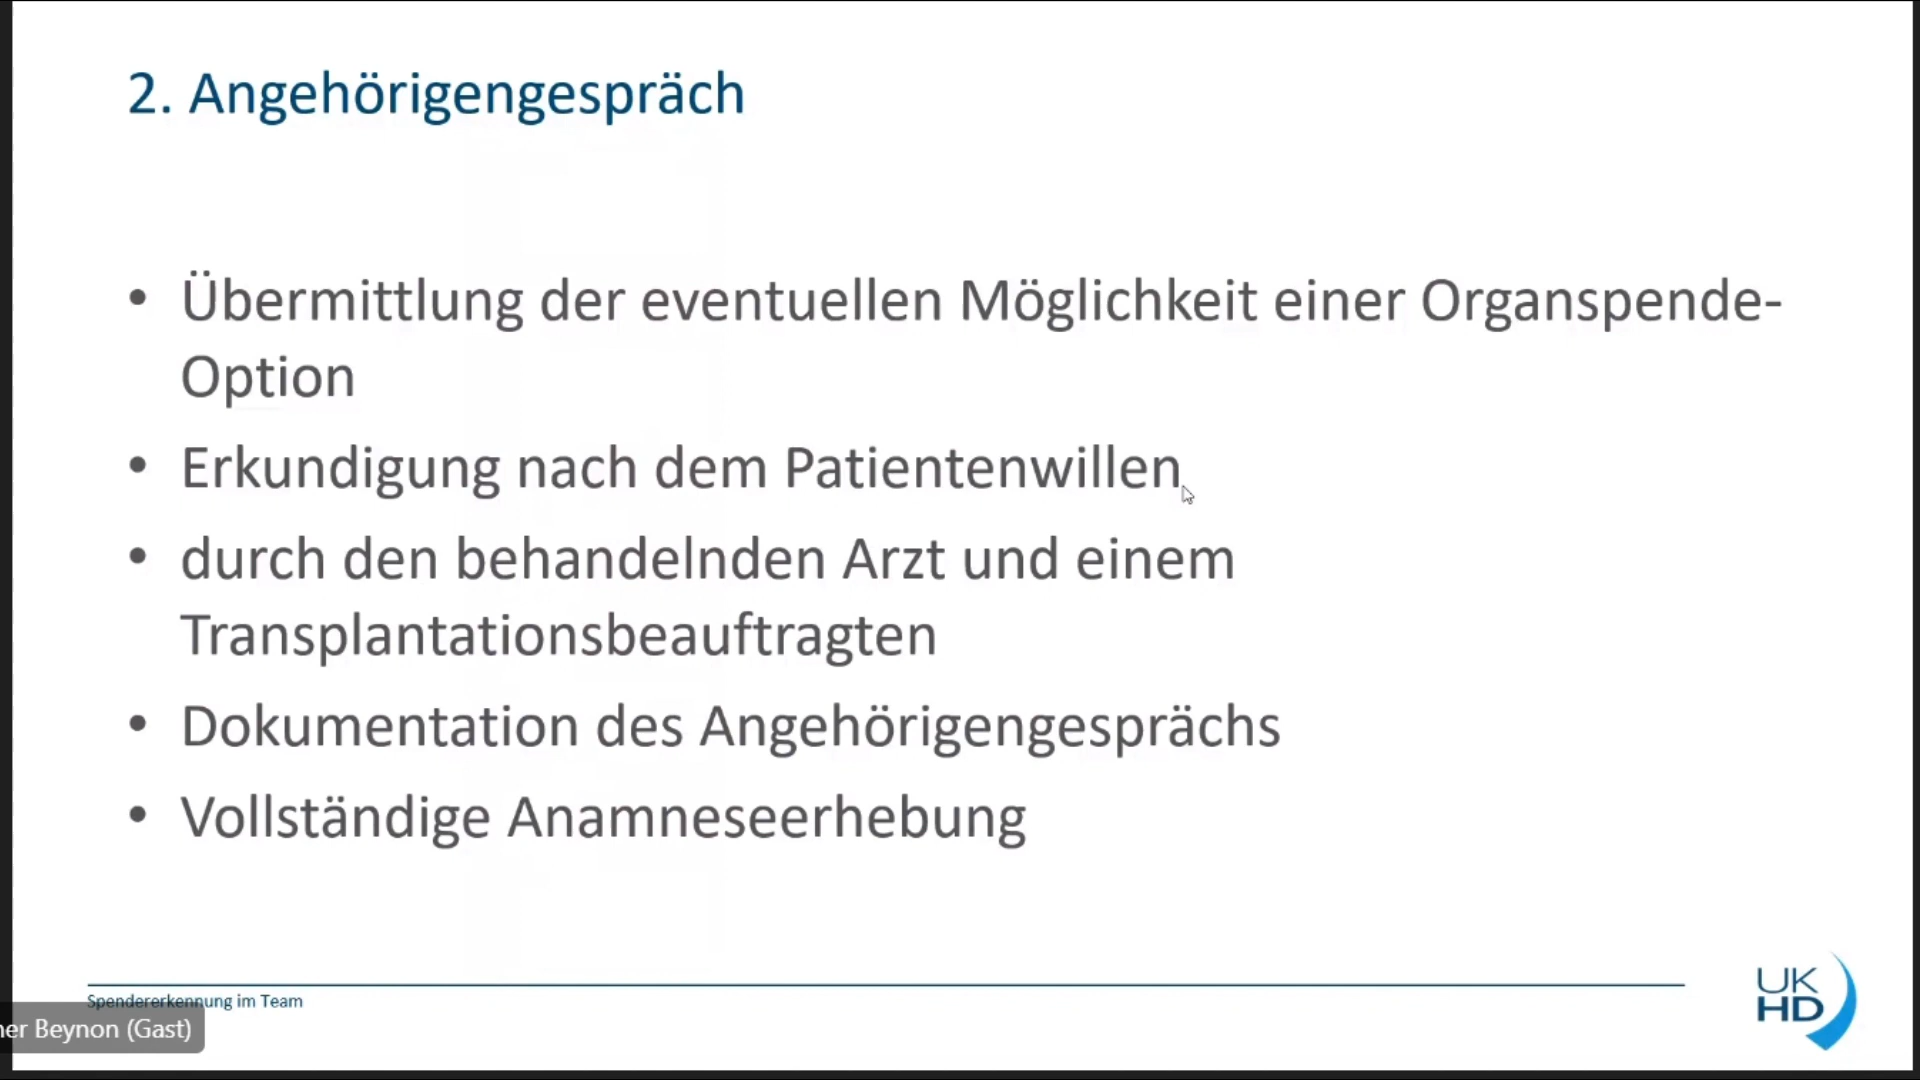 2. Angehörigengespräch
• Übermittlung der eventuellen Möglichkeit einer Organspende-
Option
• Erkundigung nach dem Patientenwillen
• durch den behandelnden Arzt und einem
Transplantationsbeauftragten
• Dokumentation des Angehörigengesprächs
• Vollständige Anamneseerhebung
Spendererkennung im Team
Beynon (Gast)
UK
HD